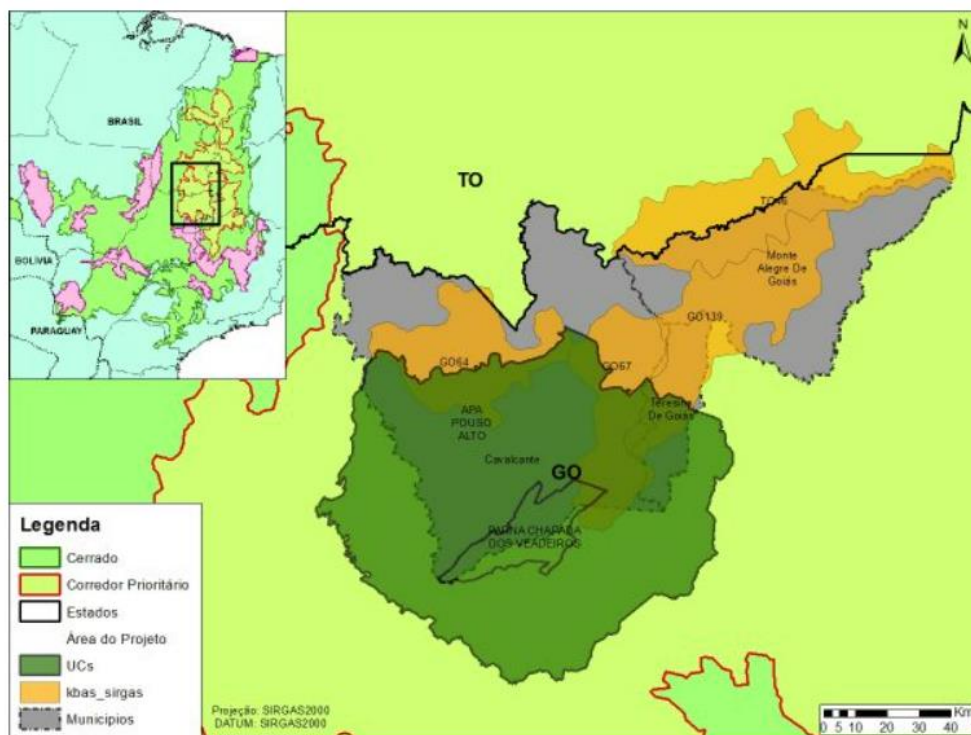 BRASIL
BOLIVIA
PARAGUAY
N
TO
Monte
Alegre De
Goiás
GO139
GO64
GO67
Teresina
De Goiás
APA
POUSO
ALTO
Cavalcante
GO
PARNA CHAPADA
DOS VEADEIROS
Legenda
Cerrado
Corredor Prioritário
Estados
Área do Projeto
UCs
kbas_sirgas
Municipios
Projeção: SIRGAS2000
DATUM: SIRGAS2000
Km
0 5 10 20 30 40